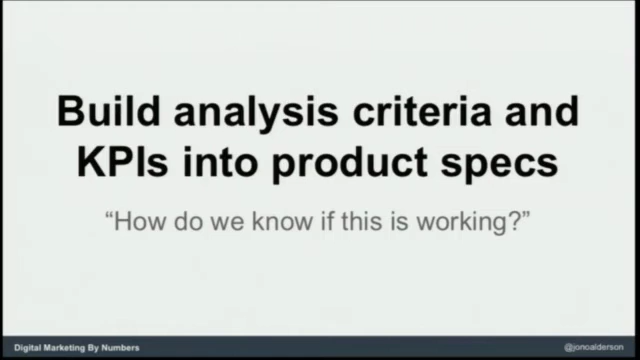 Build analysis criteria and
KPIs into product specs
“How do we know if this is working?”
Digital Marketing By Numbers
@jonoalderson